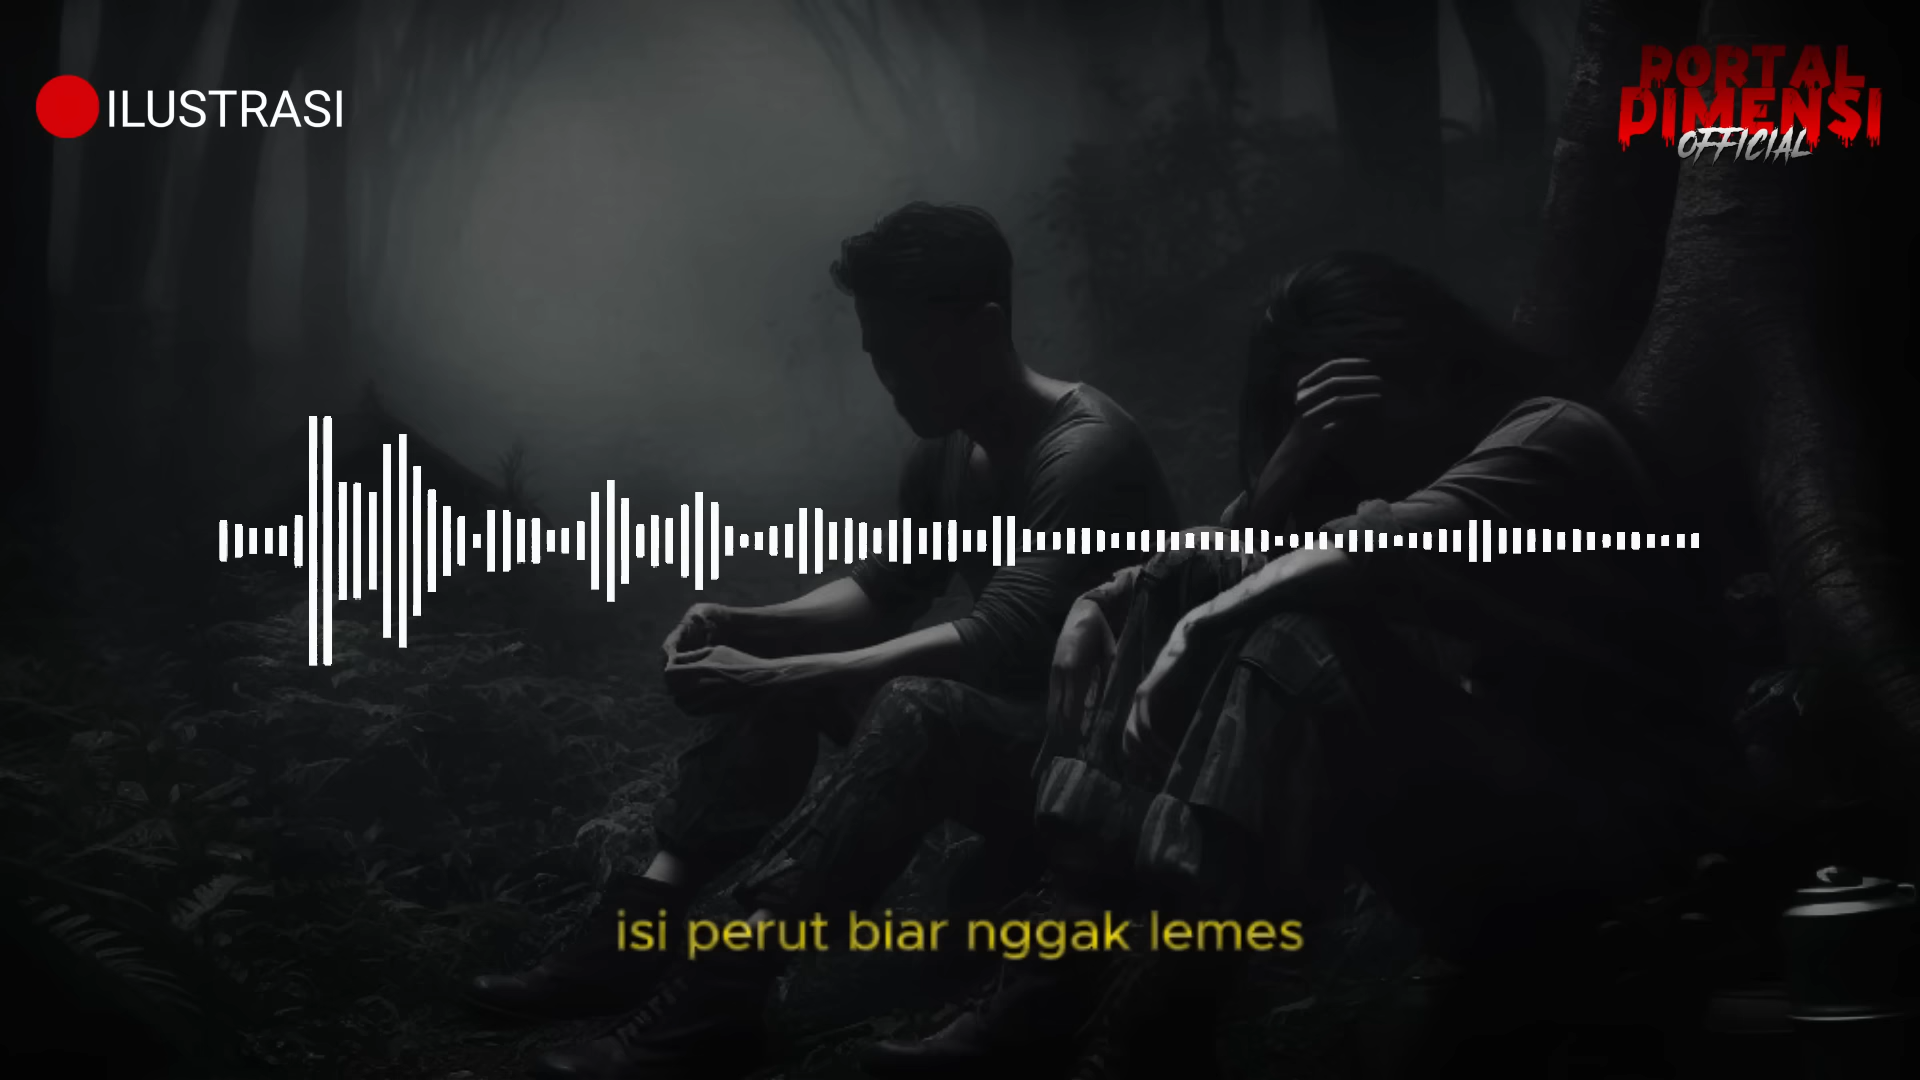 ILUSTRASI
PORTAL
DIMENSI
OFFICIAL
isi perut biar nggak lemes